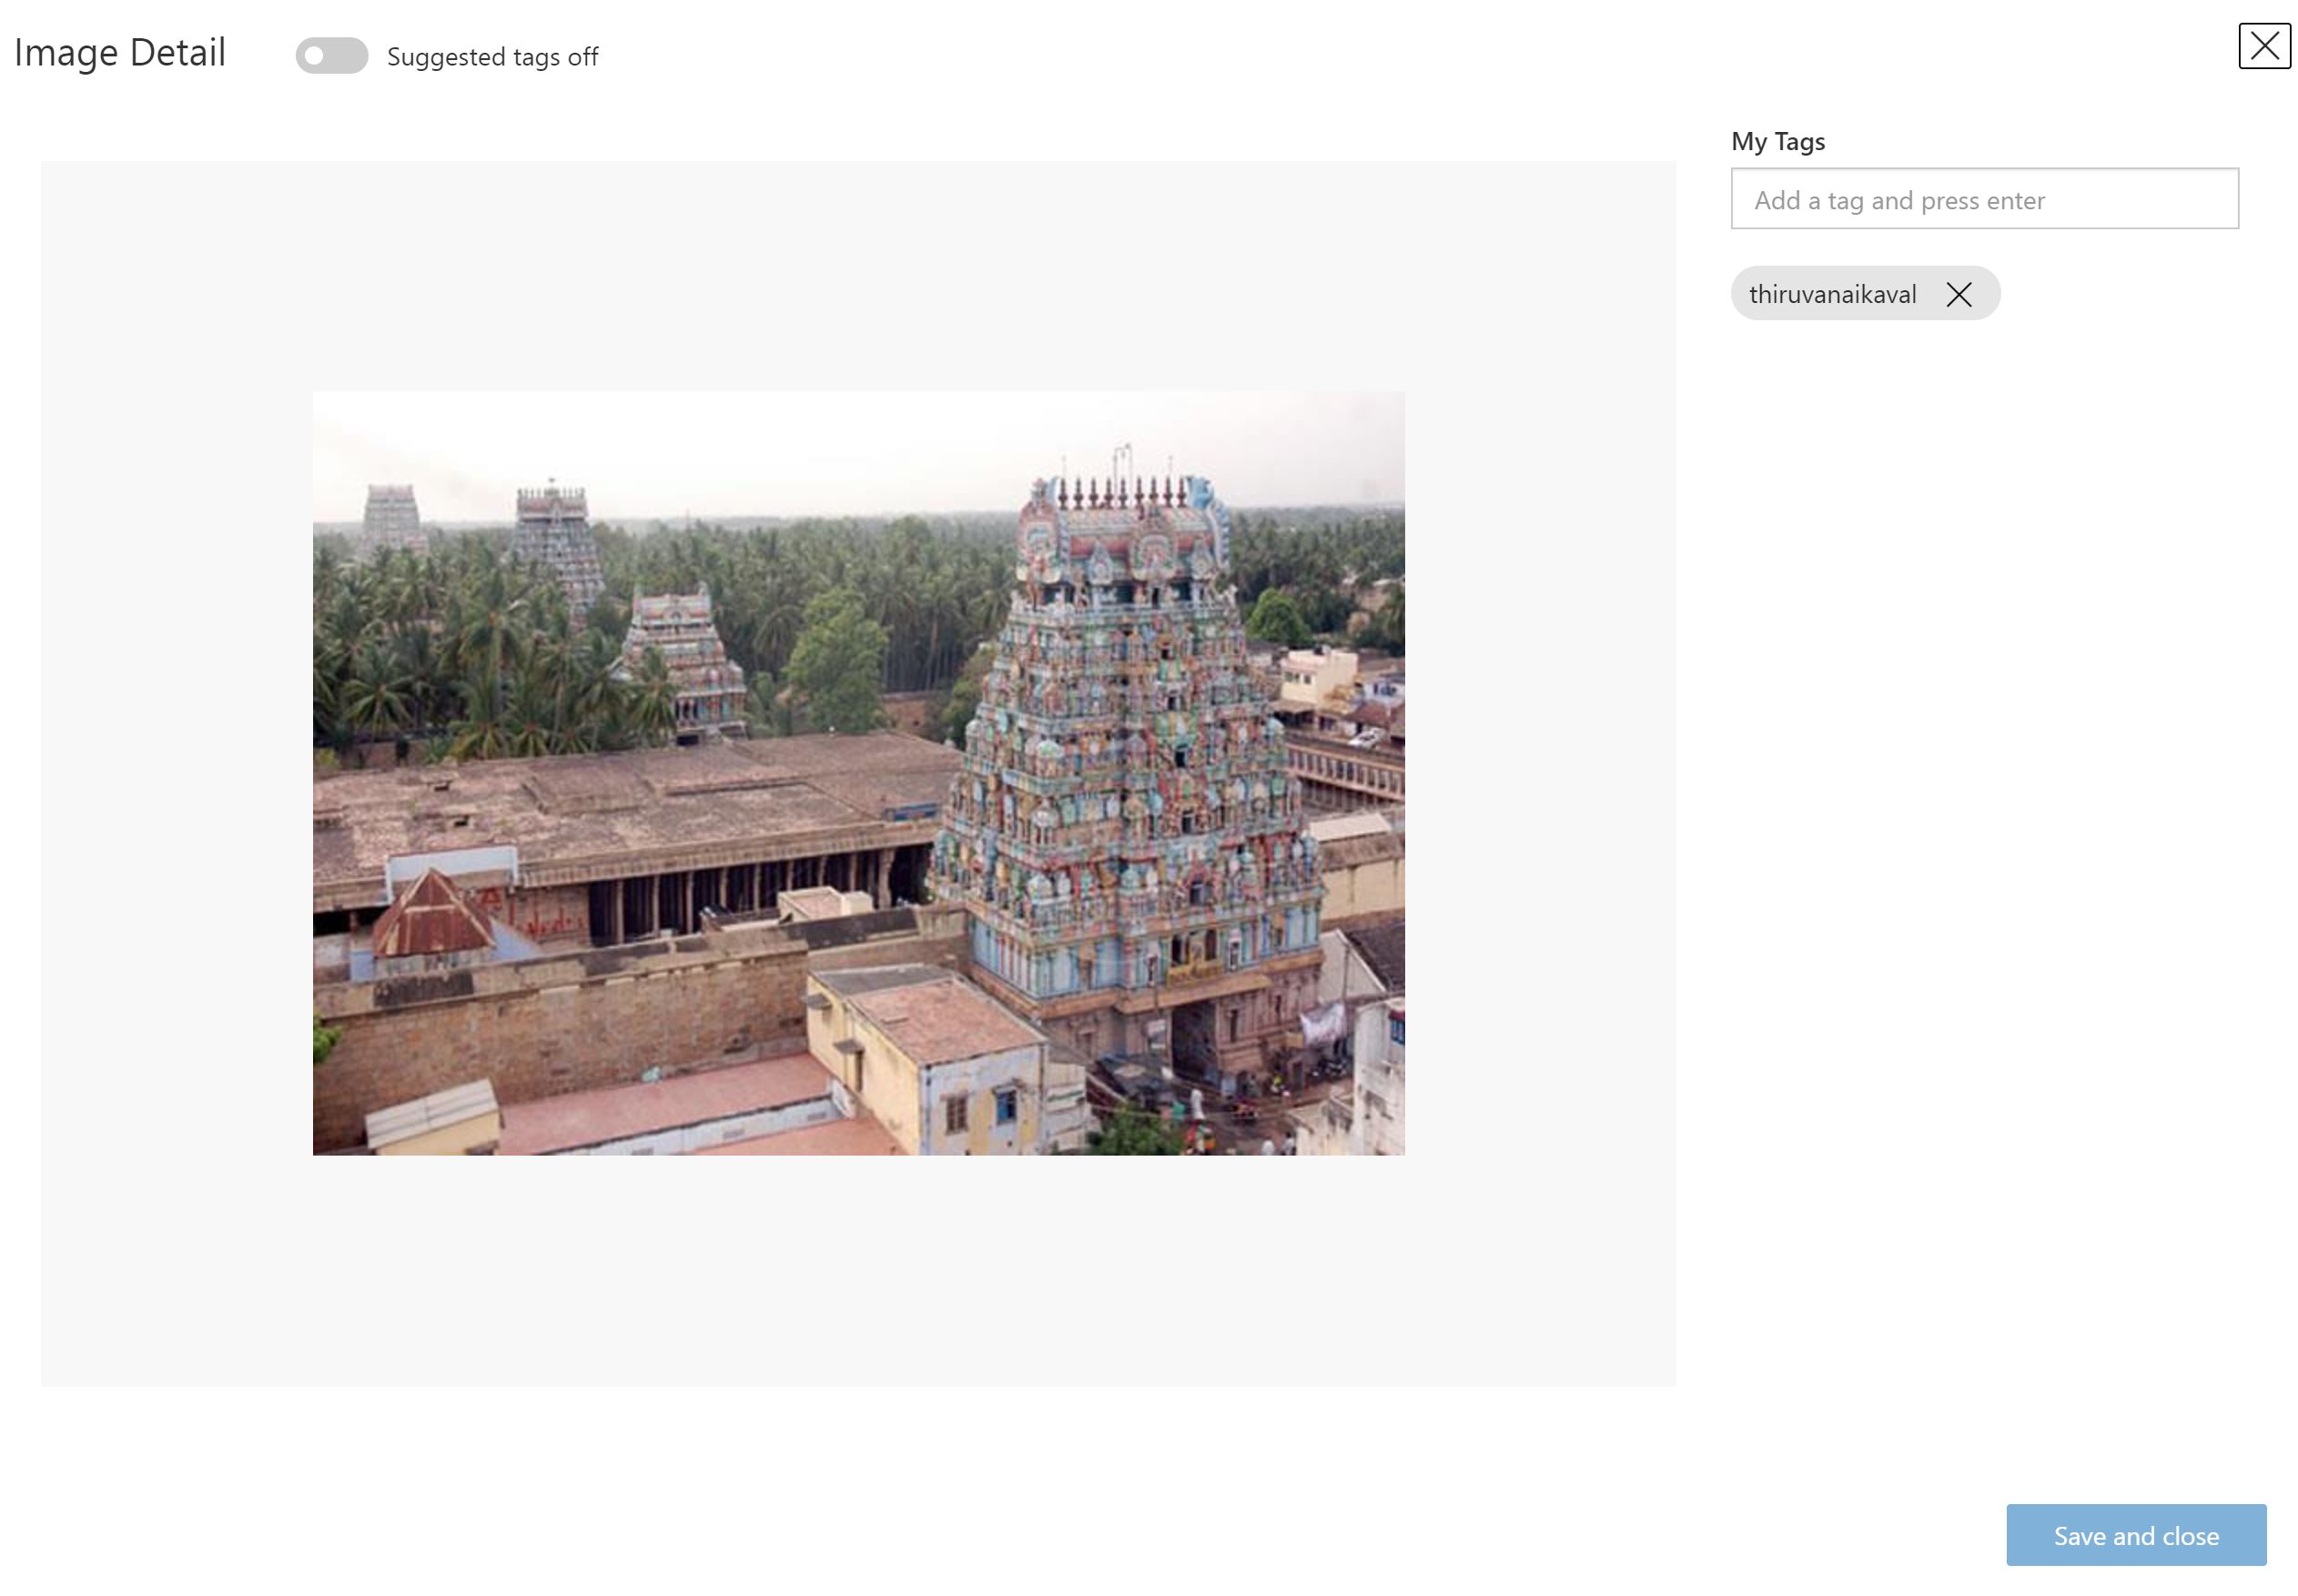 Image Detail
Suggested tags off
My Tags
Add a tag and press enter
thiruvanaikaval
Save and close